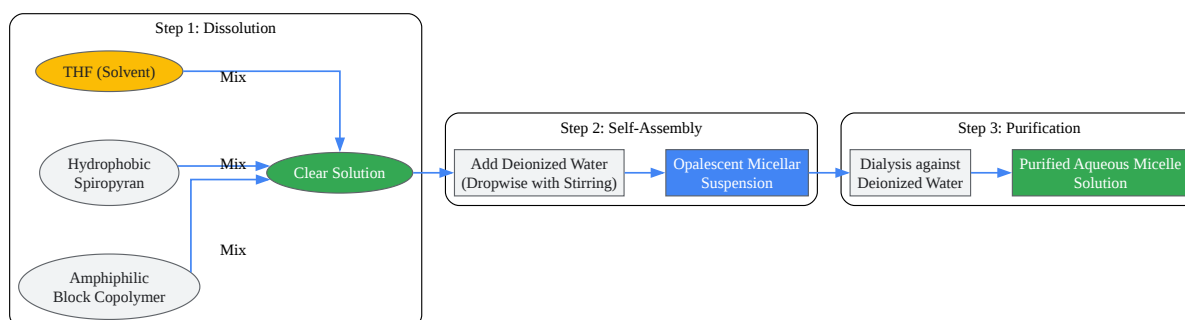 Step 1: Dissolution
THF (Solvent)
Mix
Hydrophobic
Spiropyran
Mix
Clear Solution
Mix
Amphiphilic
Block Copolymer
Step 2: Self-Assembly
Add Deionized Water
(Dropwise with Stirring)
Opalescent Micellar
Suspension
Step 3: Purification
Dialysis against
Deionized Water
Purified Aqueous Micelle
Solution